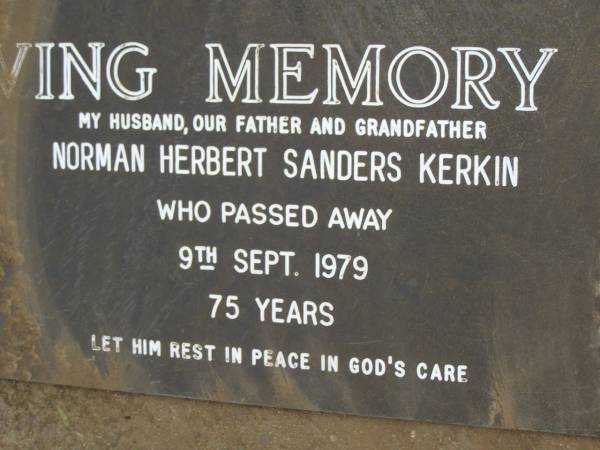 VING MEMORY
MY HUSBAND, OUR FATHER AND GRANDFATHER
NORMAN HERBERT SANDERS KERKIN
WHO PASSED AWAY
9TH SEPT. 1979
75 YEARS
LET HIM REST IN PEACE IN GOD'S CARE